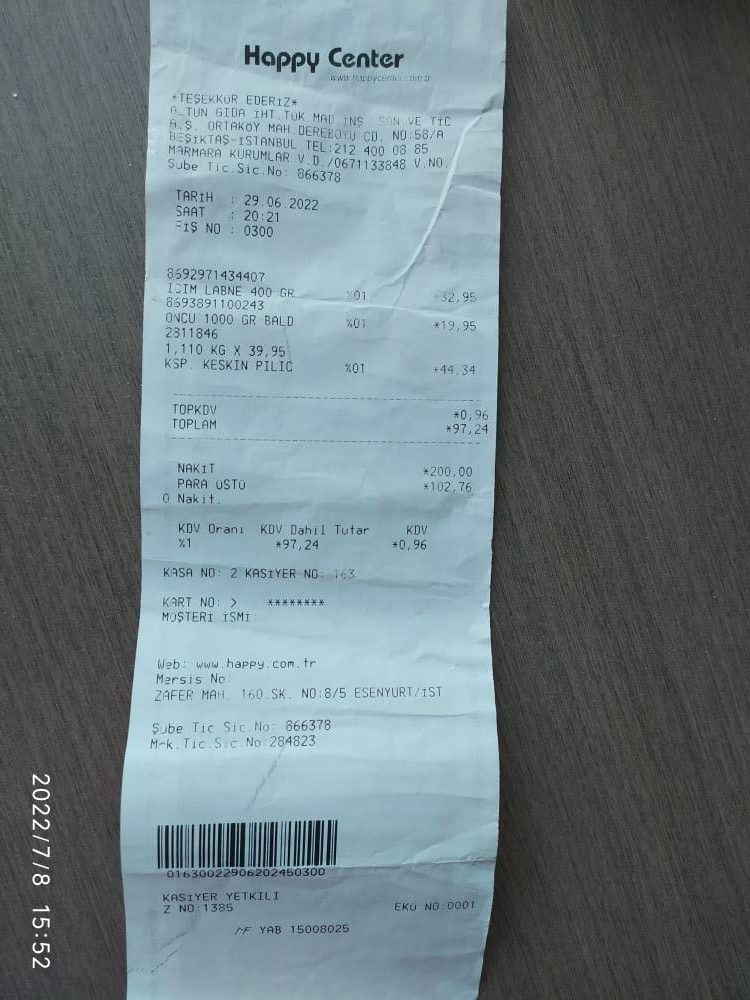 Happy Center
www.happycenter.com.tr
*TEŞEKKÜR EDERİZ*
ALTUN GIDA İHT.TÜK MAD İNŞ SAN VE TİC
A.Ş. ORTAKÖY MAH.DEREBOYU CD. NO:58/A
BEŞİKTAŞ-İSTANBUL TEL:212 400 08 85
MARMARA KURUMLAR V.D./0671133848 V.NO.
Şube Tic.Sic.No: 866378
TARİH : 29.06.2022
SAAT : 20:21
FİŞ NO : 0300
8692971434407
İÇİM LABNE 400 GR %01 *32,95
8693891100243
ÖNCÜ 1000 GR BALD %01 *19,95
2811846
1,110 KG X 39,95
KSP. KESKİN PİLİÇ %01 *44,34
TOPKDV *0,96
TOPLAM *97,24
NAKİT *200,00
PARA ÜSTÜ *102,76
0 Nakit.
KDV Oranı KDV Dahil Tutar KDV
%1 *97,24 *0,96
KASA NO: 2 KASİYER NO: 163
KART NO: > ********
MÜŞTERİ İSMİ:
Web: www.happy.com.tr
Mersis No:
ZAFER MAH. 160.SK. NO:8/5 ESENYURT/İST
Şube Tic Sic No: 866378
Mrk.Tic.Sic.No:284823
01630022906202450300
KASİYER YETKİLİ
Z NO:1385 EKÜ NO:0001
MF YAB 15008025
2022/7/8 15:52